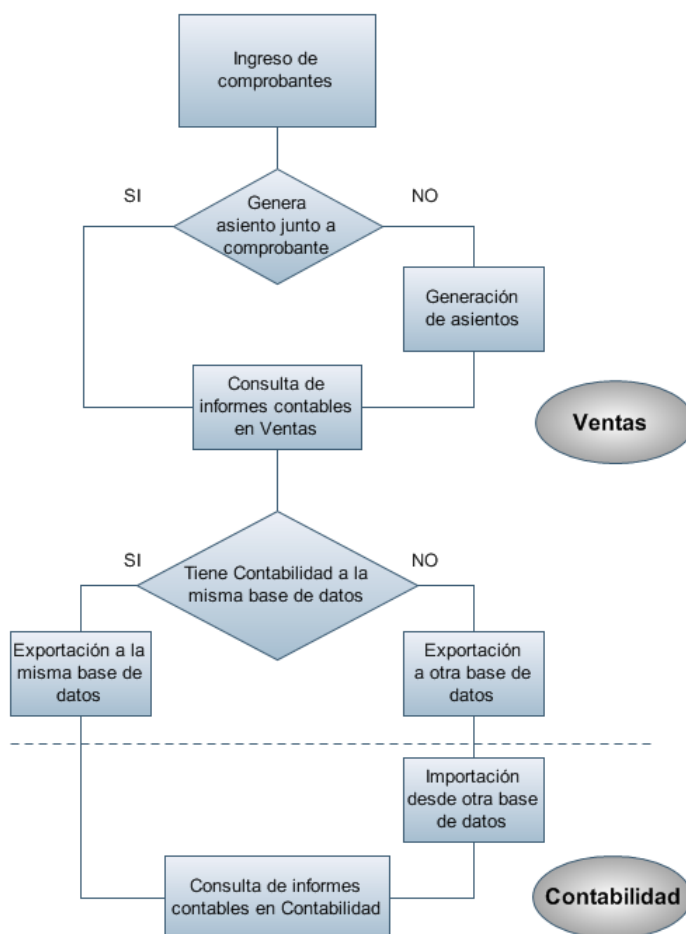 Ingreso de
comprobantes
SI
NO
Genera
asiento junto a
comprobante
Generación
de asientos
Consulta de
informes contables
en Ventas
Ventas
SI
NO
Tiene Contabilidad a la
misma base de datos
Exportación a la
misma base de
datos
Exportación
a otra base de
datos
Importación
desde otra base
de datos
Consulta de informes
contables en Contabilidad
Contabilidad